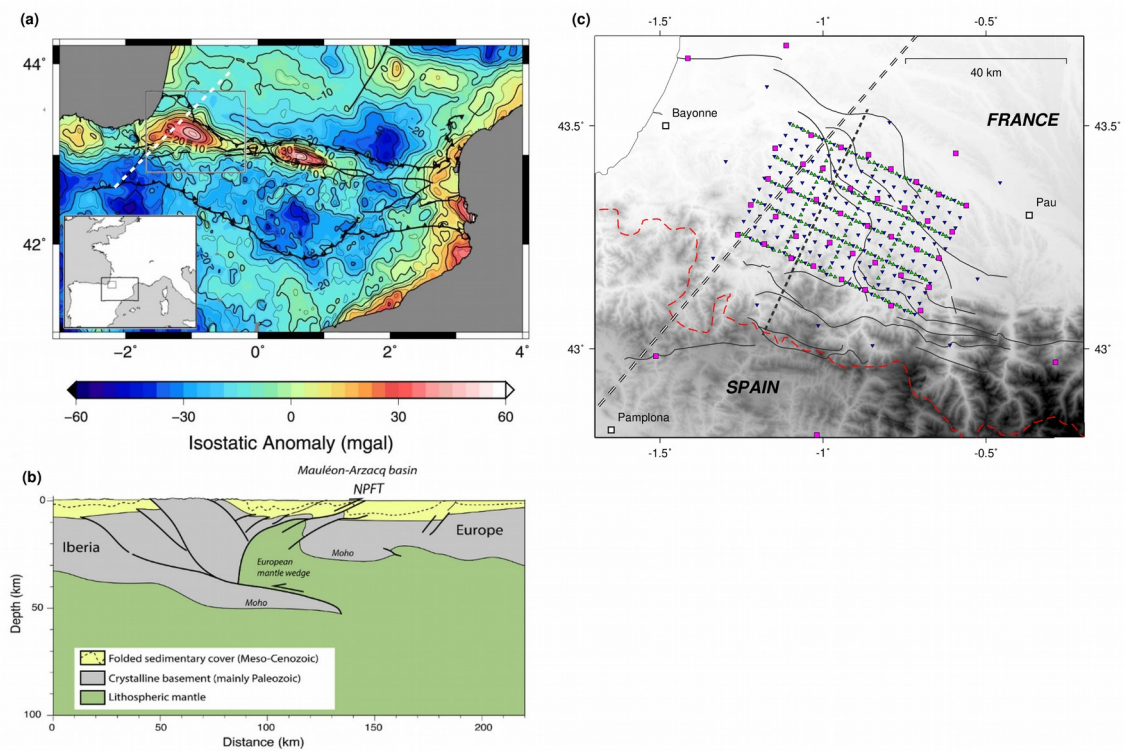 (a)
44°
42°
−2°
0°
2°
4°
−20
−10
−60
−30
0
30
60
Isostatic Anomaly (mgal)
(b)
Mauléon-Arzacq basin
NPFT
0
50
100
Depth (km)
Iberia
Europe
European
mantle wedge
Moho
Moho
Folded sedimentary cover (Meso-Cenozoic)
Crystalline basement (mainly Paleozoic)
Lithospheric mantle
0
50
100
150
200
Distance (km)
(c)
-1.5˚
-1˚
-0.5˚
40 km
Bayonne
FRANCE
43.5˚
Pau
43˚
SPAIN
Pamplona
-1.5˚
-1˚
-0.5˚